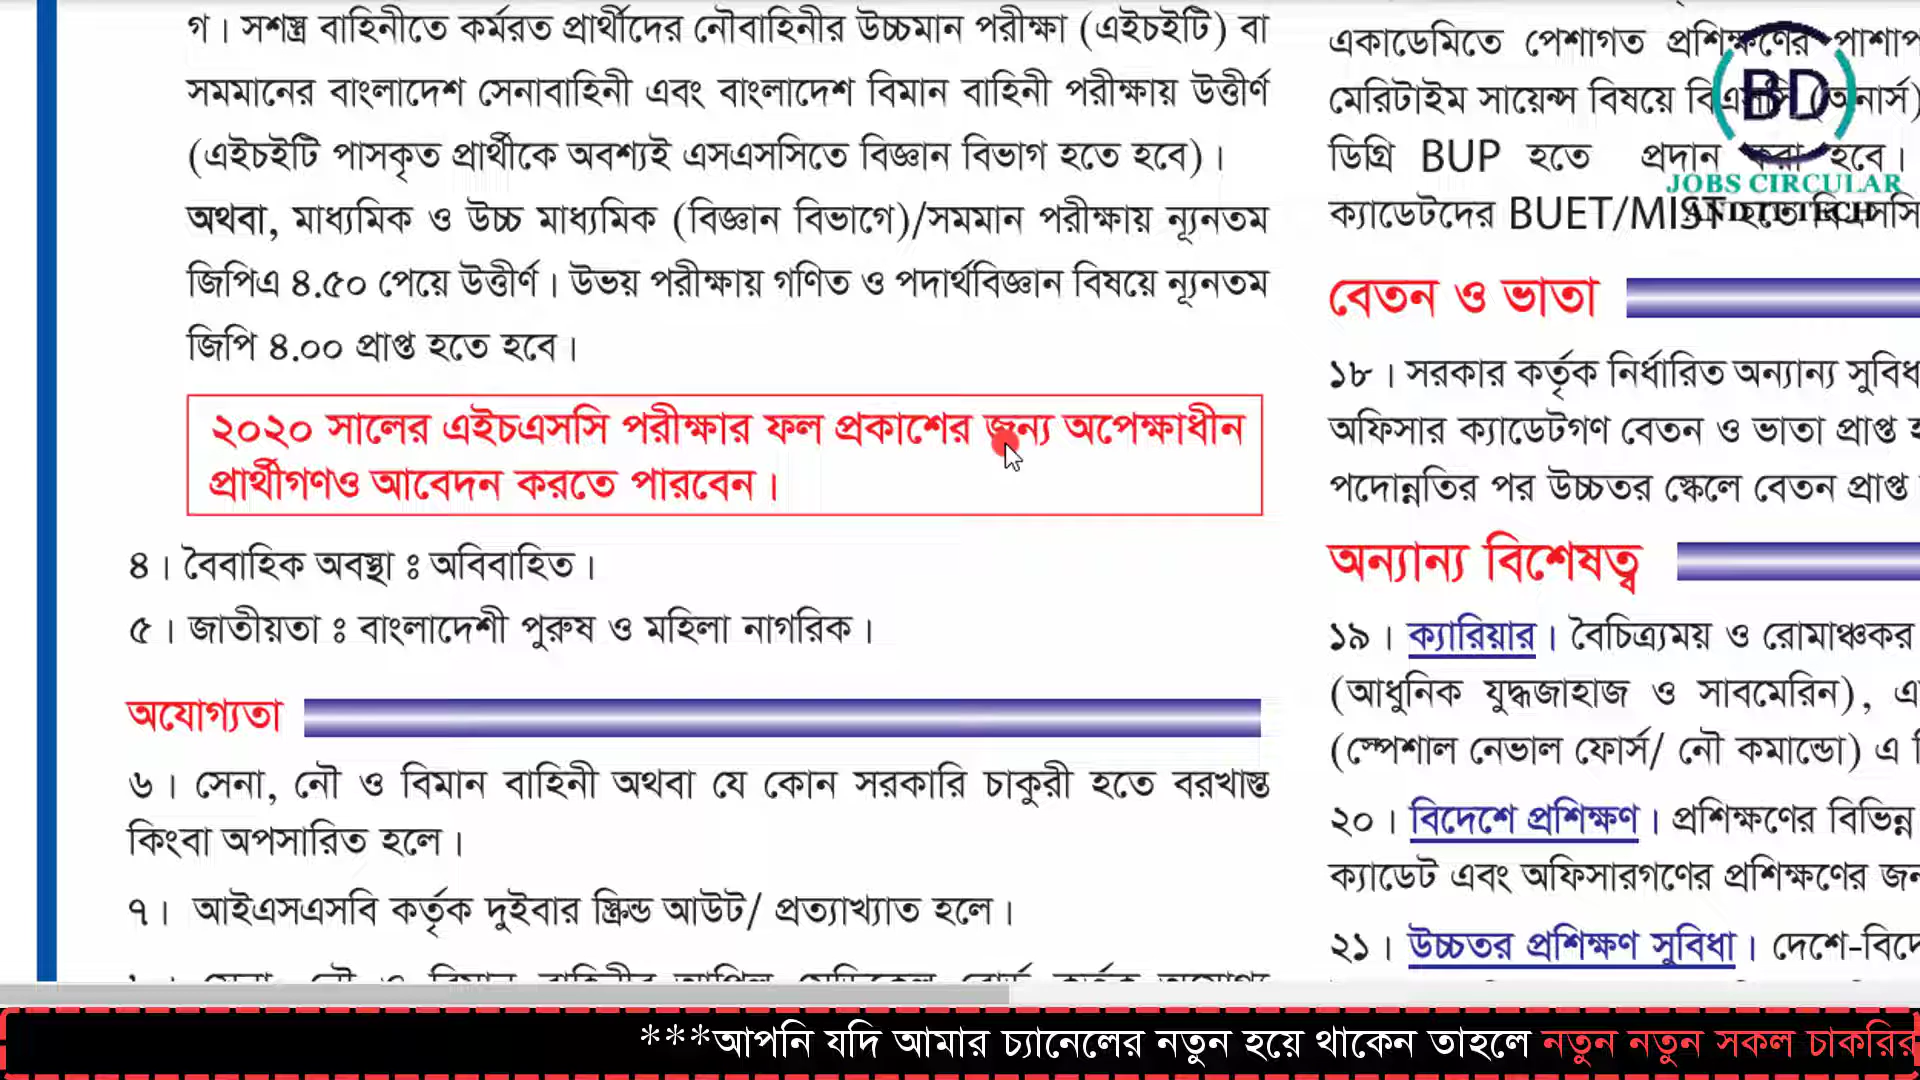 গ। সশস্ত্র বাহিনীতে কর্মরত প্রার্থীদের নৌবাহিনীর উচ্চমান পরীক্ষা (এইচইটি) বা
সমমানের বাংলাদেশ সেনাবাহিনী এবং বাংলাদেশ বিমান বাহিনী পরীক্ষায় উত্তীর্ণ
(এইচইটি পাসকৃত প্রার্থীকে অবশ্যই এসএসসিতে বিজ্ঞান বিভাগ হতে হবে)।
অথবা, মাধ্যমিক ও উচ্চ মাধ্যমিক (বিজ্ঞান বিভাগে)/সমমান পরীক্ষায় ন্যূনতম
জিপিএ ৪.৫০ পেয়ে উত্তীর্ণ। উভয় পরীক্ষায় গণিত ও পদার্থবিজ্ঞান বিষয়ে ন্যূনতম
জিপি ৪.০০ প্রাপ্ত হতে হবে।
২০২০ সালের এইচএসসি পরীক্ষার ফল প্রকাশের জন্য অপেক্ষাধীন
প্রার্থীগণও আবেদন করতে পারবেন।
৪। বৈবাহিক অবস্থা ঃ অবিবাহিত।
৫। জাতীয়তা ঃ বাংলাদেশী পুরুষ ও মহিলা নাগরিক।
অযোগ্যতা
৬। সেনা, নৌ ও বিমান বাহিনী অথবা যে কোন সরকারি চাকুরী হতে বরখাস্ত
কিংবা অপসারিত হলে।
৭। আইএসএসবি কর্তৃক দুইবার স্ক্রিন্ড আউট/ প্রত্যাখ্যাত হলে।
একাডেমিতে পেশাগত প্রশিক্ষণের
মেরিটাইম সায়েন্স বিষয়ে
ডিগ্রি BUP হতে প্রদান করা হবে।
ক্যাডেটদের BUET/MIST হতে
বেতন ও ভাতা
১৮। সরকার কর্তৃক নির্ধারিত অন্যান্য
অফিসার ক্যাডেটগণ বেতন ও ভাতা প্রাপ্ত
পদোন্নতির পর উচ্চতর স্কেলে বেতন প্রাপ্ত
অন্যান্য বিশেষত্ব
১৯। ক্যারিয়ার। বৈচিত্র্যময় ও রোমাঞ্চকর
(আধুনিক যুদ্ধজাহাজ ও সাবমেরিন),
(স্পেশাল নেভাল ফোর্স/ নৌ কমান্ডো) এ
২০। বিদেশে প্রশিক্ষণ। প্রশিক্ষণের বিভিন্ন
ক্যাডেট এবং অফিসারগণের প্রশিক্ষণের
২১। উচ্চতর প্রশিক্ষণ সুবিধা।
BD
JOBS CIRCULAR
***আপনি যদি আমার চ্যানেলের নতুন হয়ে থাকেন তাহলে নতুন নতুন সকল চাকরির